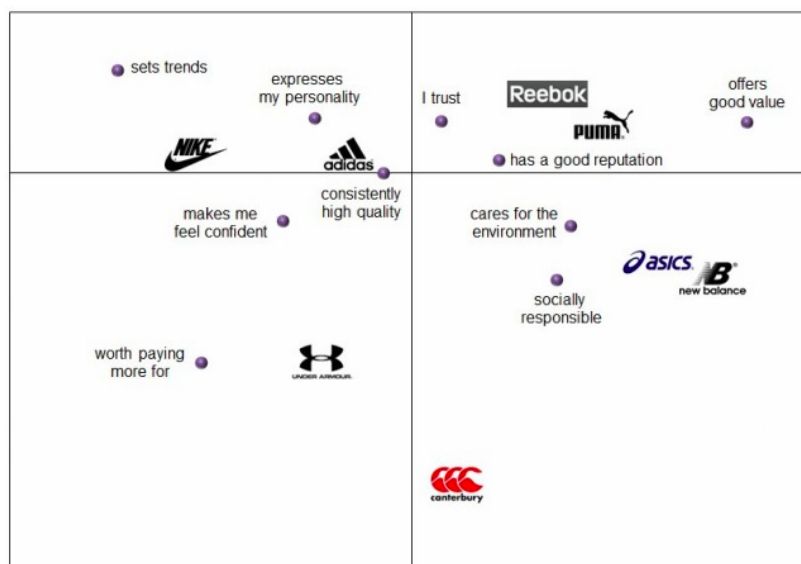 sets trends
expresses
my personality
I trust
Reebok
PUMA
offers
good value
NIKE
adidas
has a good reputation
consistently
high quality
makes me
feel confident
cares for the
environment
asics
NB
new balance
socially
responsible
worth paying
more for
UNDER ARMOUR
canterbury